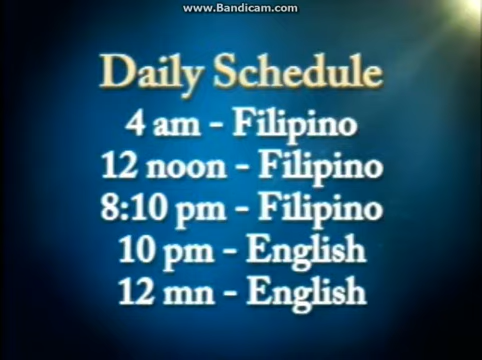 www.Bandicam.com
Daily Schedule
4 am - Filipino
12 noon - Filipino
8:10 pm - Filipino
10 pm - English
12 mn - English